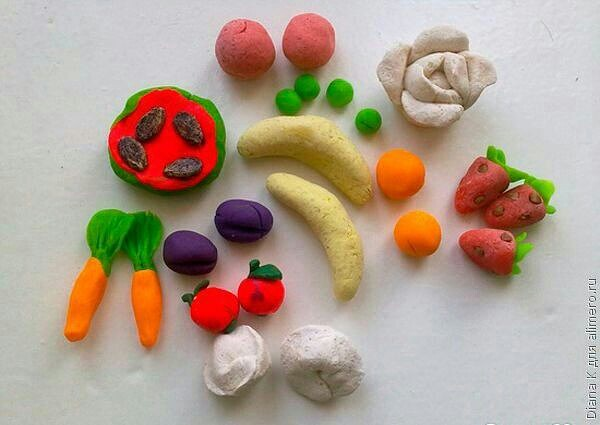 Diana K для alimero.ru